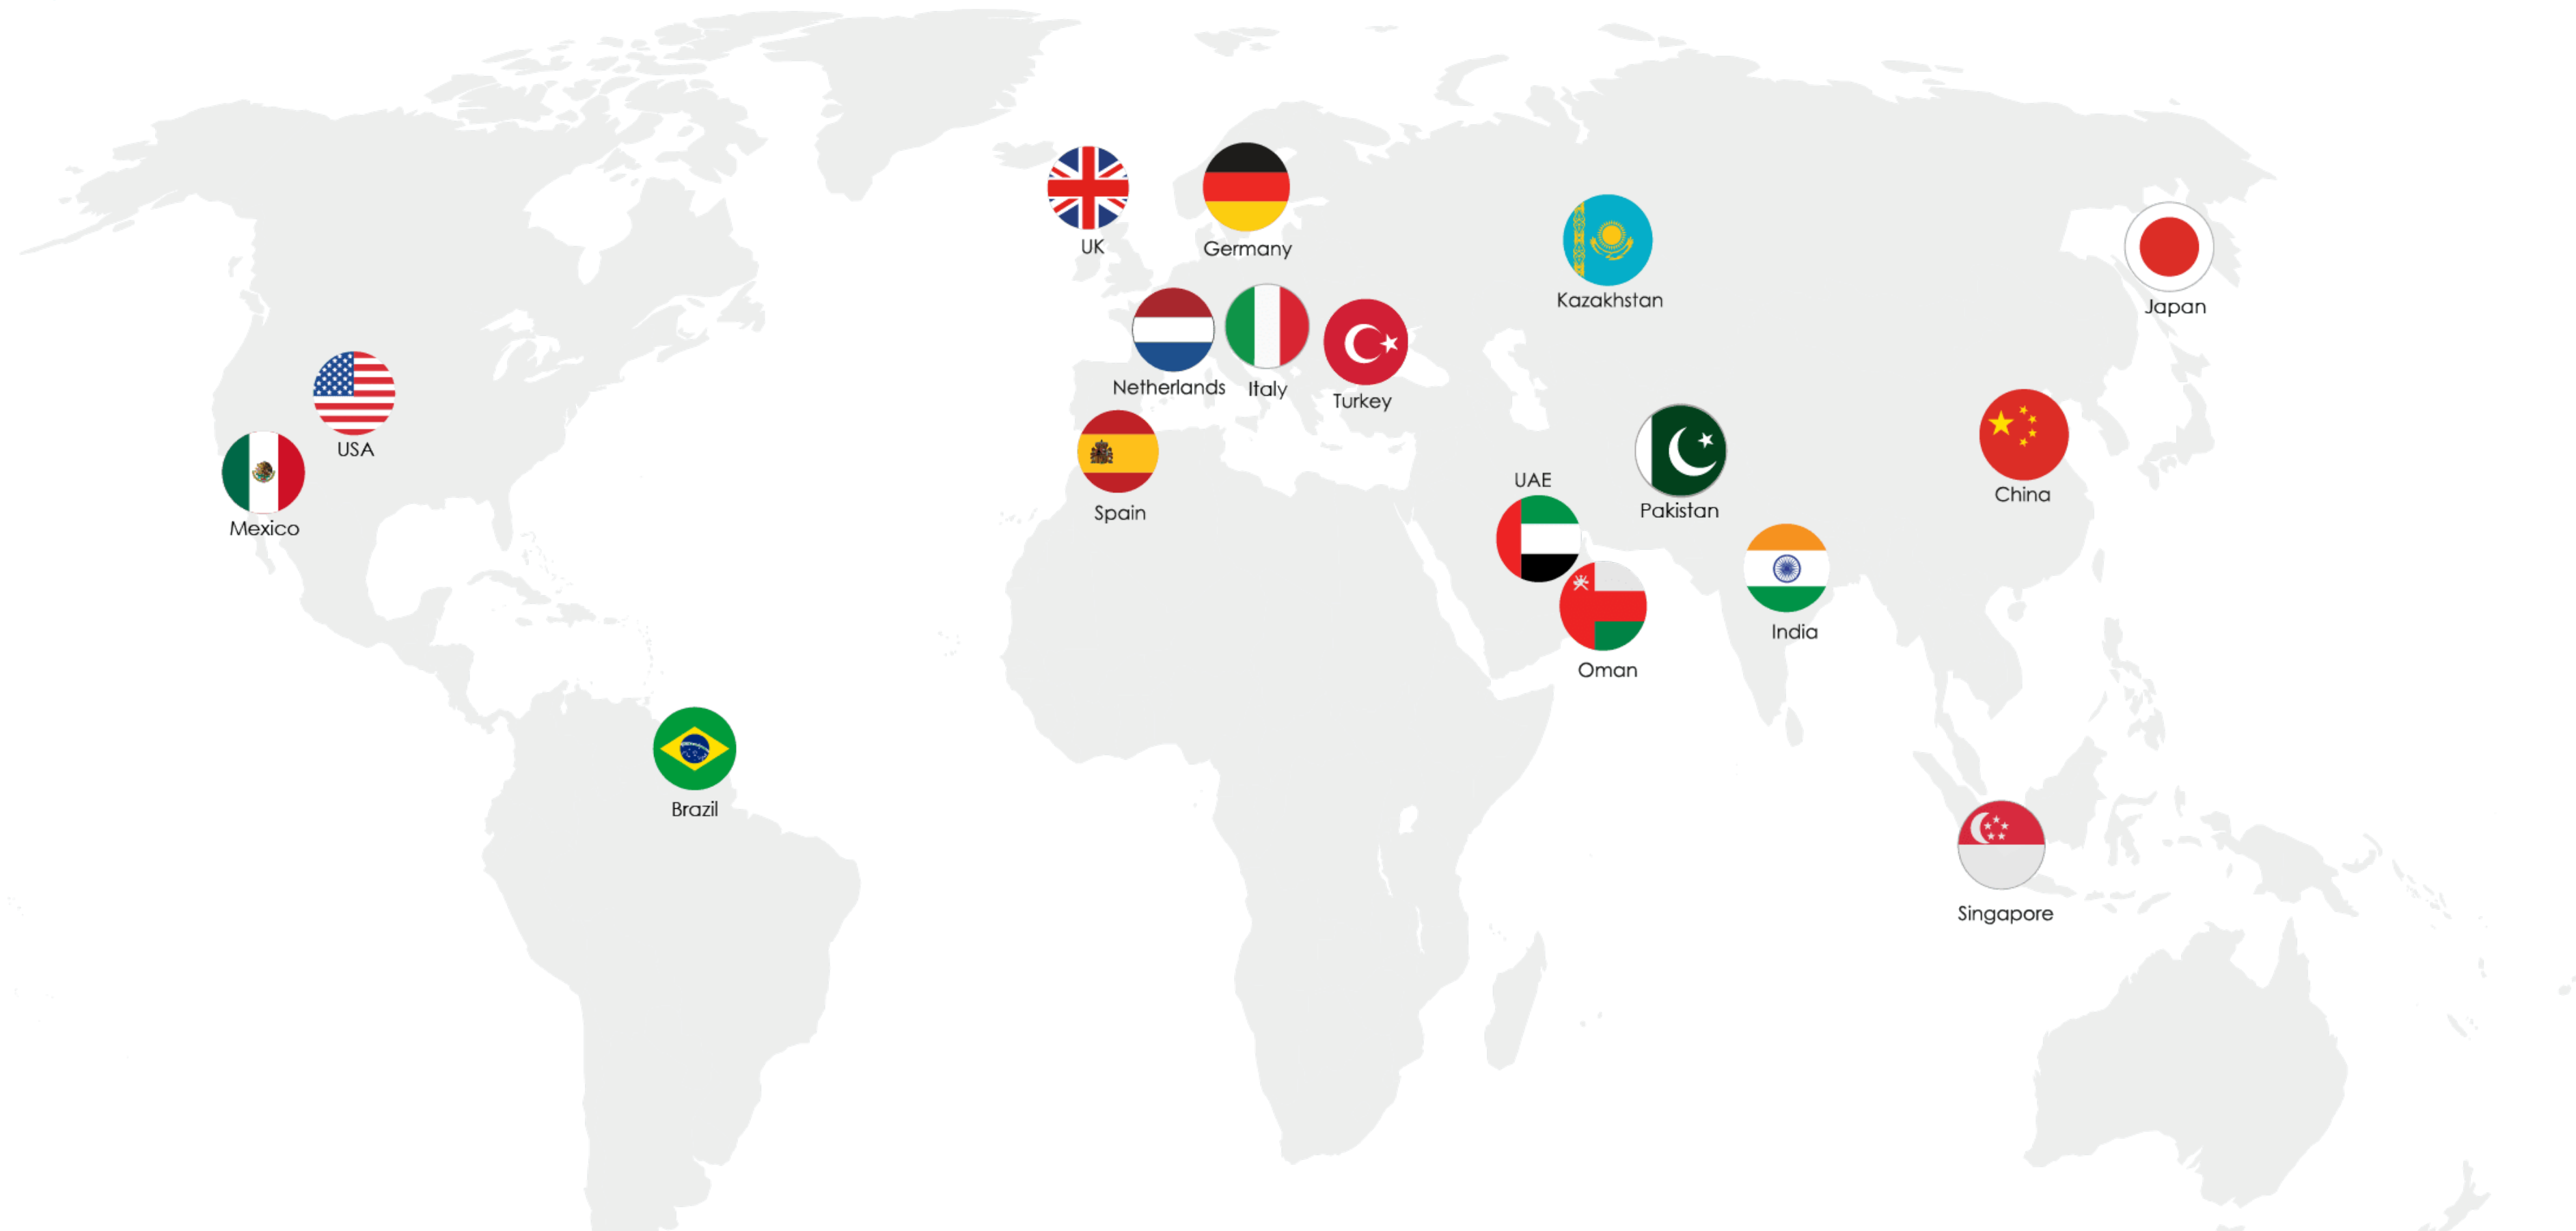 UK
Germany
Kazakhstan
Japan
Netherlands
Italy
Turkey
USA
UAE
China
Pakistan
Spain
Mexico
India
Oman
Brazil
Singapore